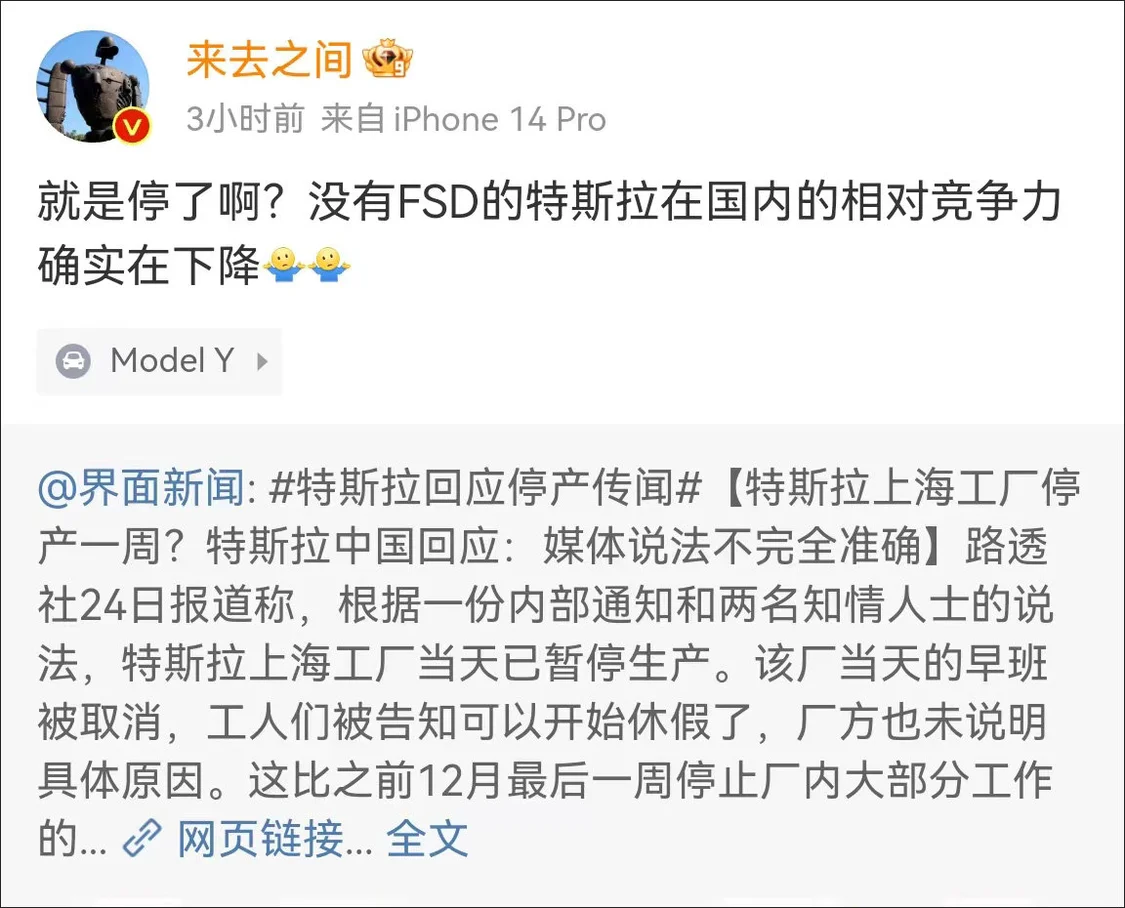 来去之间
9
3小时前 来自 iPhone 14 Pro
就是停了啊？没有FSD的特斯拉在国内的相对竞争力
确实在下降🤷🤷
Model Y
@界面新闻: #特斯拉回应停产传闻#【特斯拉上海工厂停
产一周？特斯拉中国回应：媒体说法不完全准确】路透
社24日报道称，根据一份内部通知和两名知情人士的说
法，特斯拉上海工厂当天已暂停生产。该厂当天的早班
被取消，工人们被告知可以开始休假了，厂方也未说明
具体原因。这比之前12月最后一周停止厂内大部分工作
的... 网页链接... 全文